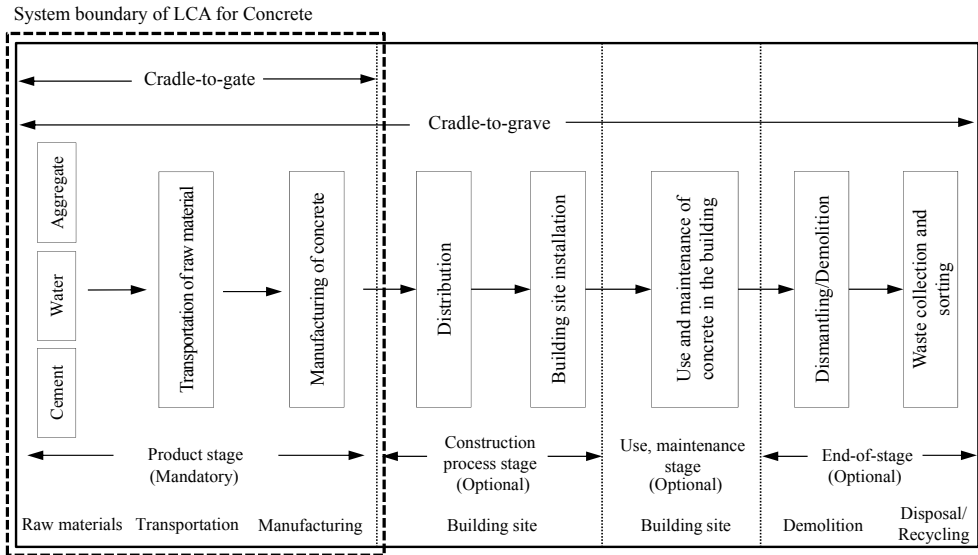 System boundary of LCA for Concrete
Cradle-to-gate
Cradle-to-grave
Aggregate
Water
Cement
Transportation of raw material
Manufacturing of concrete
Distribution
Building site installation
Use and maintenance of
concrete in the building
Dismantling/Demolition
Waste collection and
sorting
Product stage
(Mandatory)
Construction
process stage
(Optional)
Use, maintenance
stage
(Optional)
End-of-stage
(Optional)
Raw materials
Transportation
Manufacturing
Building site
Building site
Demolition
Disposal/
Recycling